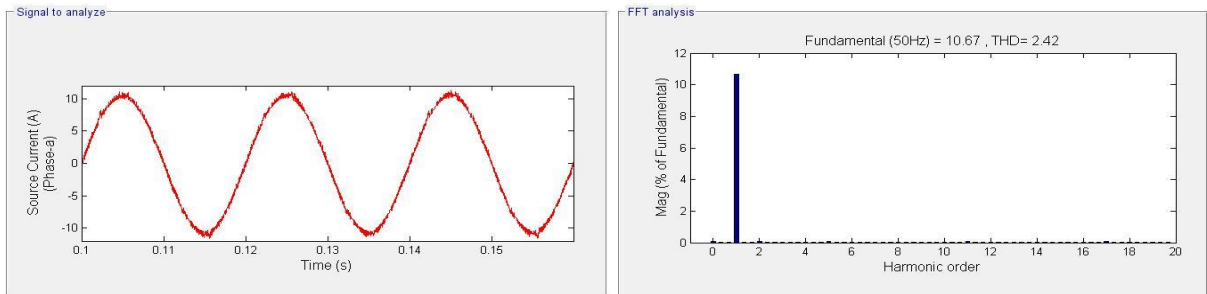 Signal to analyze
Source Current (A)
(Phase-a)
10
5
0
-5
-10
0.1 0.11 0.12 0.13 0.14 0.15
Time (s)
FFT analysis
Fundamental (50Hz) = 10.67 , THD= 2.42
Mag (% of Fundamental)
12
10
8
6
4
2
0
0 2 4 6 8 10 12 14 16 18 20
Harmonic order